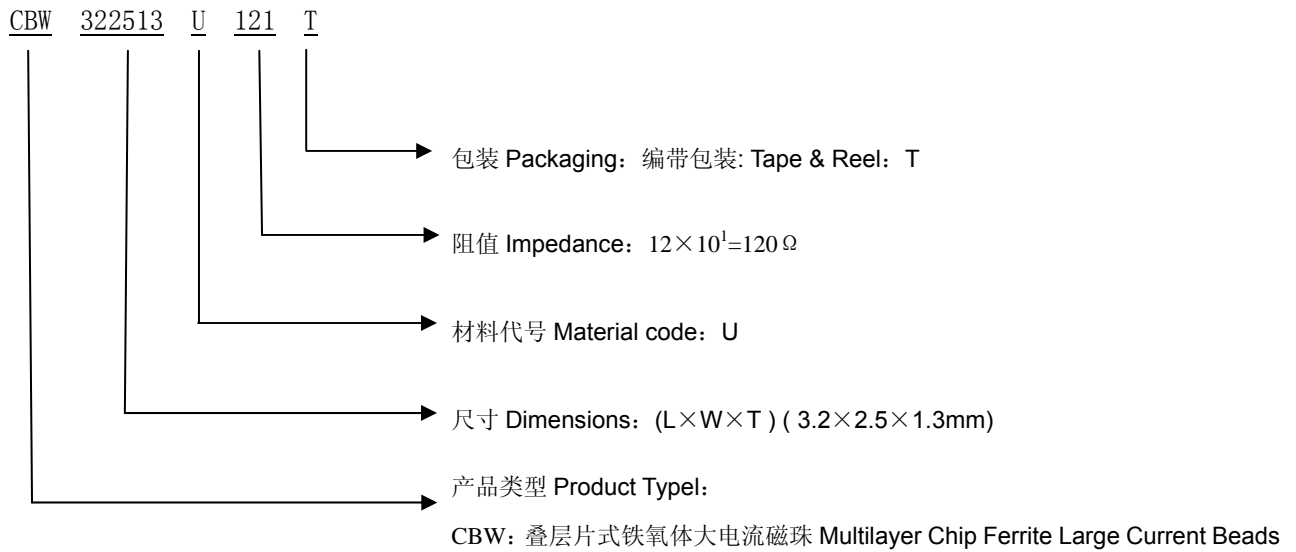 CBW 322513 U 121 T
包装 Packaging：编带包装: Tape & Reel：T
阻值 Impedance：12×10¹=120Ω
材料代号 Material code：U
尺寸 Dimensions：(L×W×T ) ( 3.2×2.5×1.3mm)
产品类型 Product Typel：
CBW：叠层片式铁氧体大电流磁珠 Multilayer Chip Ferrite Large Current Beads